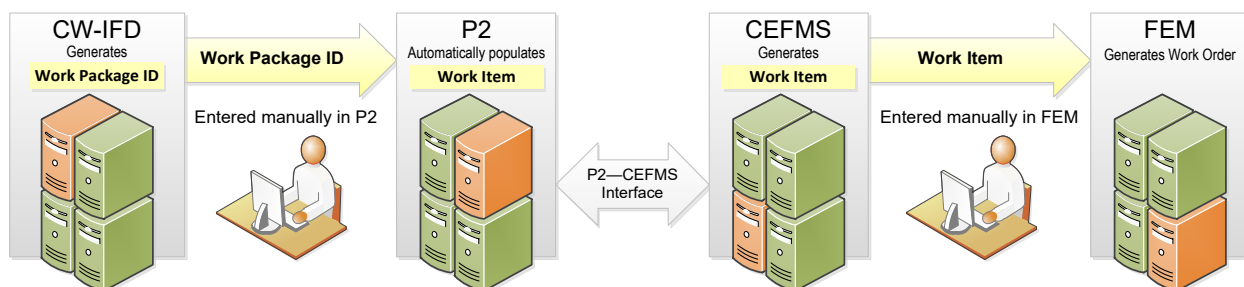 CW-IFD
Generates
Work Package ID
Work Package ID
Entered manually in P2
P2
Automatically populates
Work Item
P2—CEFMS
Interface
CEFMS
Generates
Work Item
Work Item
Entered manually in FEM
FEM
Generates Work Order